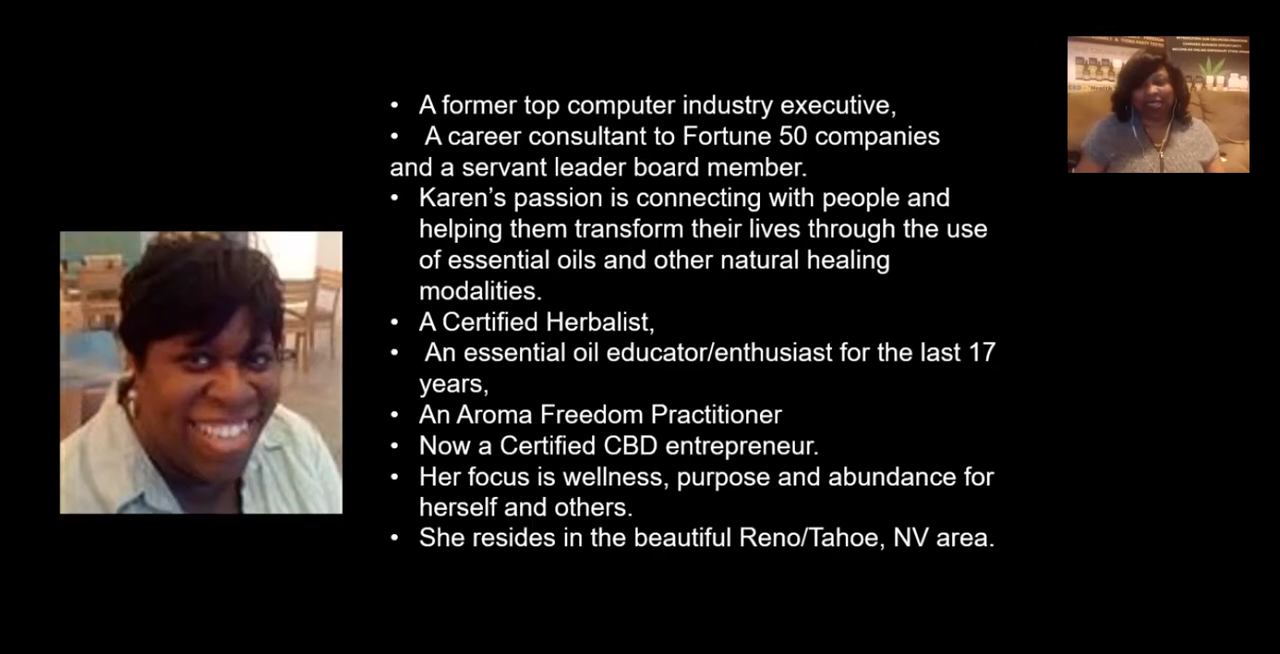 • A former top computer industry executive,
• A career consultant to Fortune 50 companies
and a servant leader board member.
• Karen's passion is connecting with people and
helping them transform their lives through the use
of essential oils and other natural healing
modalities.
• A Certified Herbalist,
• An essential oil educator/enthusiast for the last 17
years,
• An Aroma Freedom Practitioner
• Now a Certified CBD entrepreneur.
• Her focus is wellness, purpose and abundance for
herself and others.
• She resides in the beautiful Reno/Tahoe, NV area.